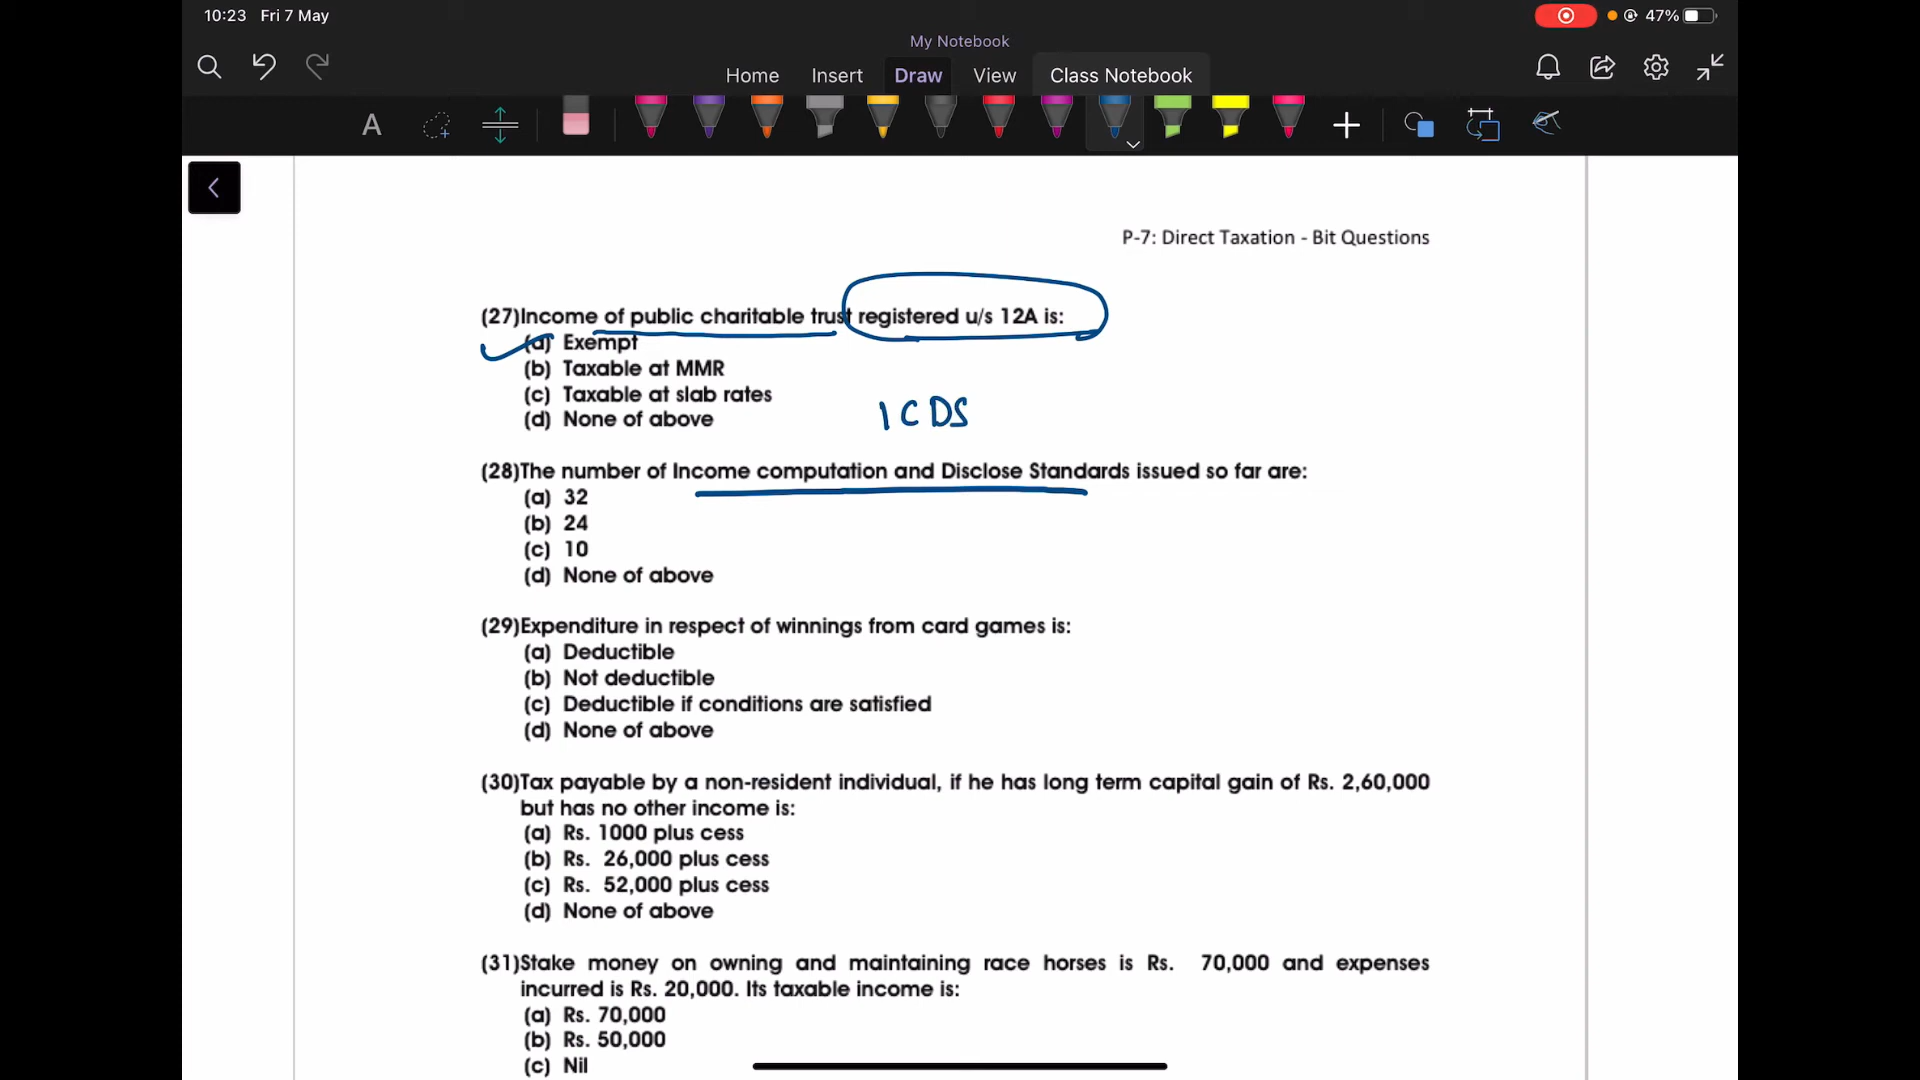 10:23 Fri 7 May
47%
My Notebook
Home Insert Draw View Class Notebook
A
P-7: Direct Taxation - Bit Questions
(27)Income of public charitable trust registered u/s 12A is:
(a) Exempt
(b) Taxable at MMR
(c) Taxable at slab rates
(d) None of above
ICDS
(28)The number of Income computation and Disclose Standards issued so far are:
(a) 32
(b) 24
(c) 10
(d) None of above
(29)Expenditure in respect of winnings from card games is:
(a) Deductible
(b) Not deductible
(c) Deductible if conditions are satisfied
(d) None of above
(30)Tax payable by a non-resident individual, if he has long term capital gain of Rs. 2,60,000
but has no other income is:
(a) Rs. 1000 plus cess
(b) Rs. 26,000 plus cess
(c) Rs. 52,000 plus cess
(d) None of above
(31)Stake money on owning and maintaining race horses is Rs. 70,000 and expenses
incurred is Rs. 20,000. Its taxable income is:
(a) Rs. 70,000
(b) Rs. 50,000
(c) Nil